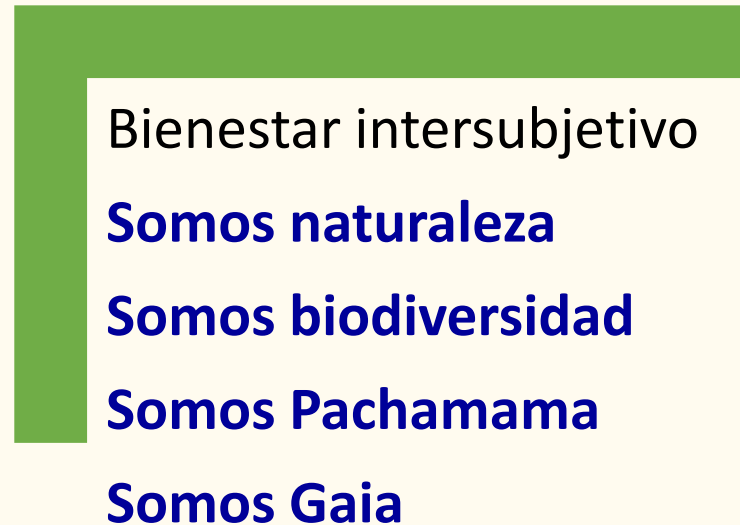 Bienestar intersubjetivo
Somos naturaleza
Somos biodiversidad
Somos Pachamama
Somos Gaia